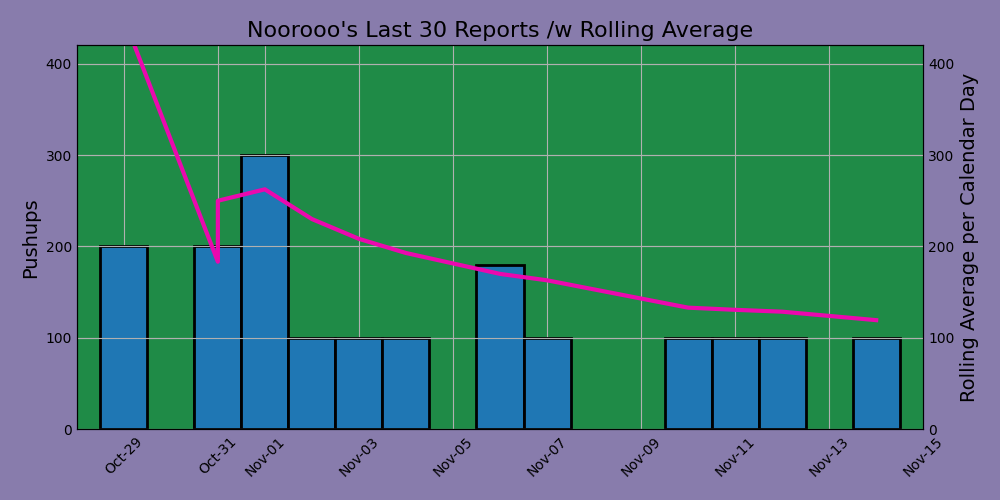 Noorooo's Last 30 Reports /w Rolling Average
Pushups
400
300
200
100
0
400
300
200
100
0
Rolling Average per Calendar Day
Oct-29
Oct-31
Nov-01
Nov-03
Nov-05
Nov-07
Nov-09
Nov-11
Nov-13
Nov-15